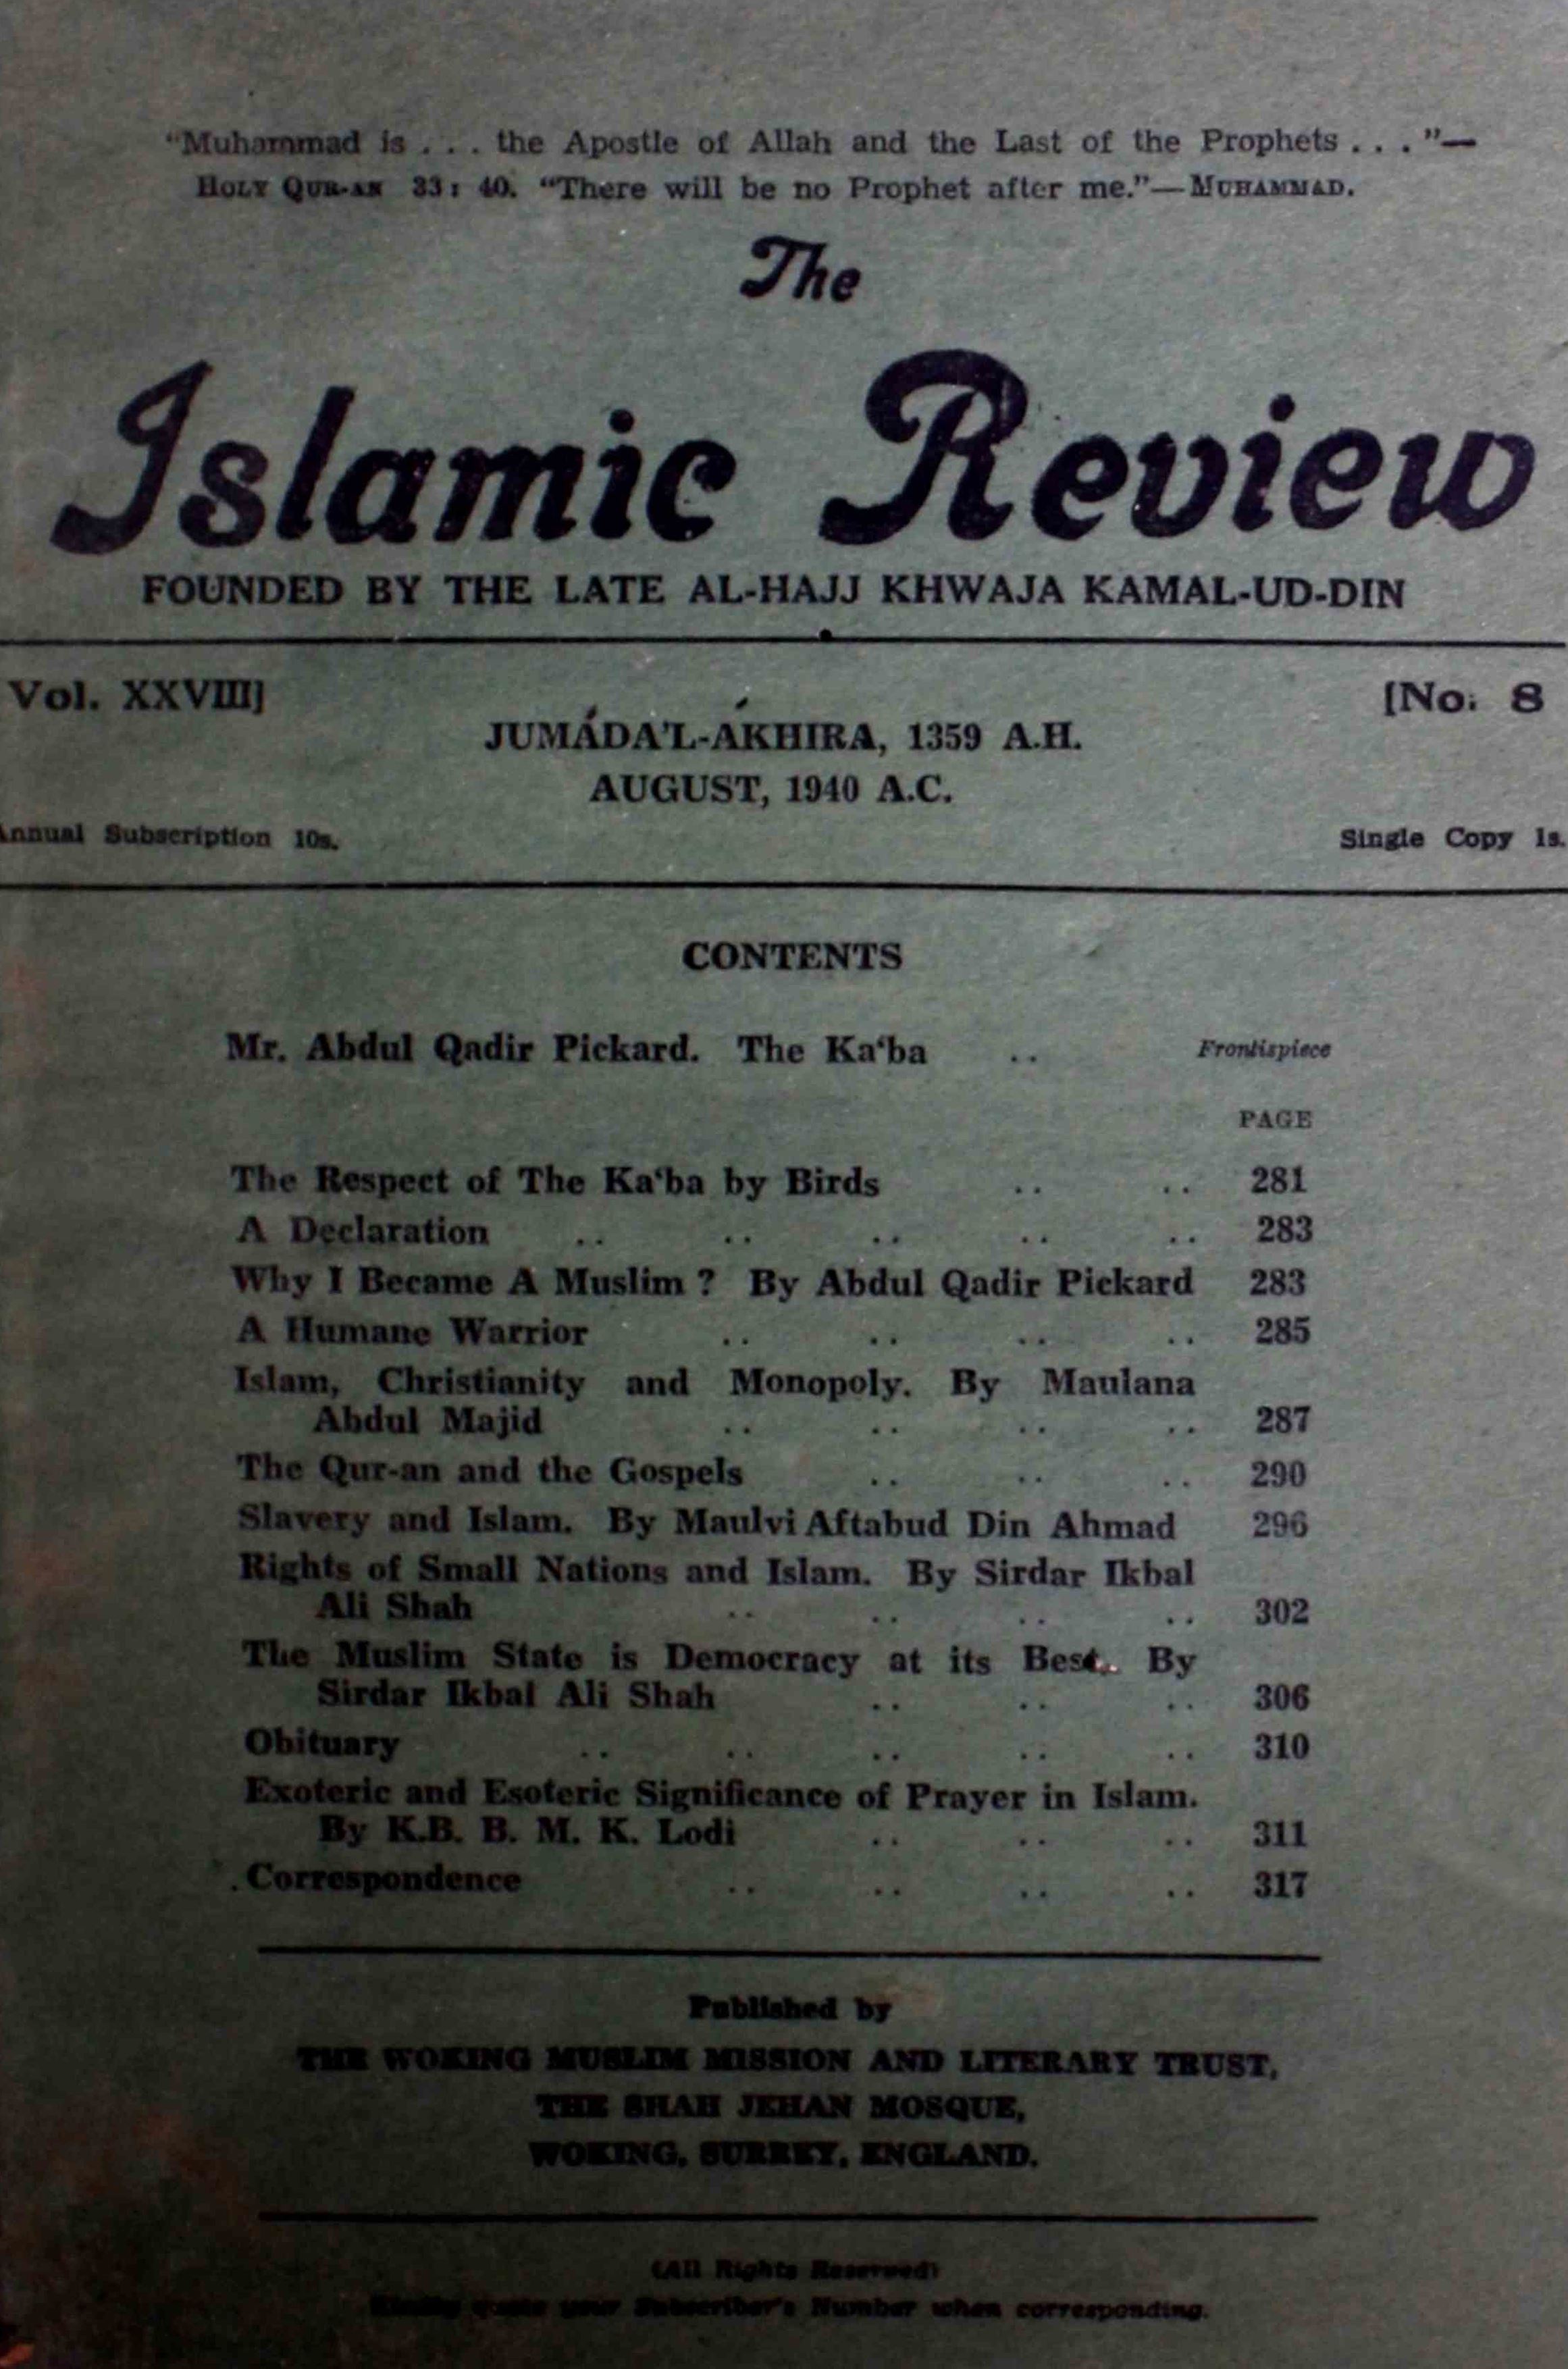 "Muhammad is . . . the Apostle of Allah and the Last of the Prophets . . . "—
HOLY QUR-AN 33: 40. "There will be no Prophet after me."—MUHAMMAD.
The
Islamic Review
FOUNDED BY THE LATE AL-HAJJ KHWAJA KAMAL-UD-DIN
Vol. XXVIII] [No. 8
JUMÁDA'L-ÁKHIRA, 1359 A.H.
AUGUST, 1940 A.C.
Annual Subscription 10s. Single Copy 1s.
CONTENTS
Mr. Abdul Qadir Pickard. The Ka‘ba .. Frontispiece
PAGE
The Respect of The Ka‘ba by Birds .. .. 281
A Declaration .. .. .. .. .. 283
Why I Became A Muslim ? By Abdul Qadir Pickard 283
A Humane Warrior .. .. .. .. 285
Islam, Christianity and Monopoly. By Maulana
Abdul Majid .. .. .. .. 287
The Qur-an and the Gospels .. .. .. 290
Slavery and Islam. By Maulvi Aftabud Din Ahmad 296
Rights of Small Nations and Islam. By Sirdar Ikbal
Ali Shah .. .. .. .. 302
The Muslim State is Democracy at its Best. By
Sirdar Ikbal Ali Shah .. .. .. 306
Obituary .. .. .. .. .. 310
Exoteric and Esoteric Significance of Prayer in Islam.
By K.B. B. M. K. Lodi .. .. .. 311
Correspondence .. .. .. .. 317
Published by
THE WOKING MUSLIM MISSION AND LITERARY TRUST,
THE SHAH JEHAN MOSQUE,
WOKING, SURREY, ENGLAND.
(All Rights Reserved)
Kindly quote your Subscriber's Number when corresponding.